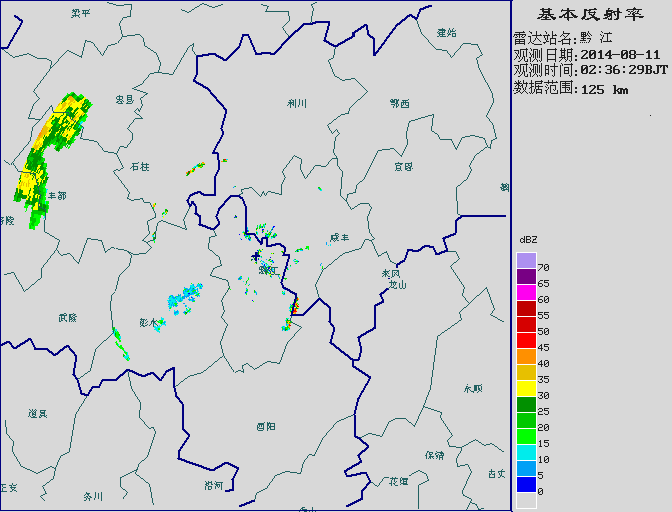 基本反射率
雷达站名:黔 江
观测日期:2014-08-11
观测时间:02:36:29BJT
数据范围:125 km
梁平
建始
忠县
利川
鄂西
石柱
宣恩
丰都
咸丰
黔江
来凤
龙山
武隆
彭水
永顺
道真
酉阳
保靖
古丈
正安
务川
沿河
花垣
dBZ
70
65
60
55
50
45
40
35
30
25
20
15
10
5
0